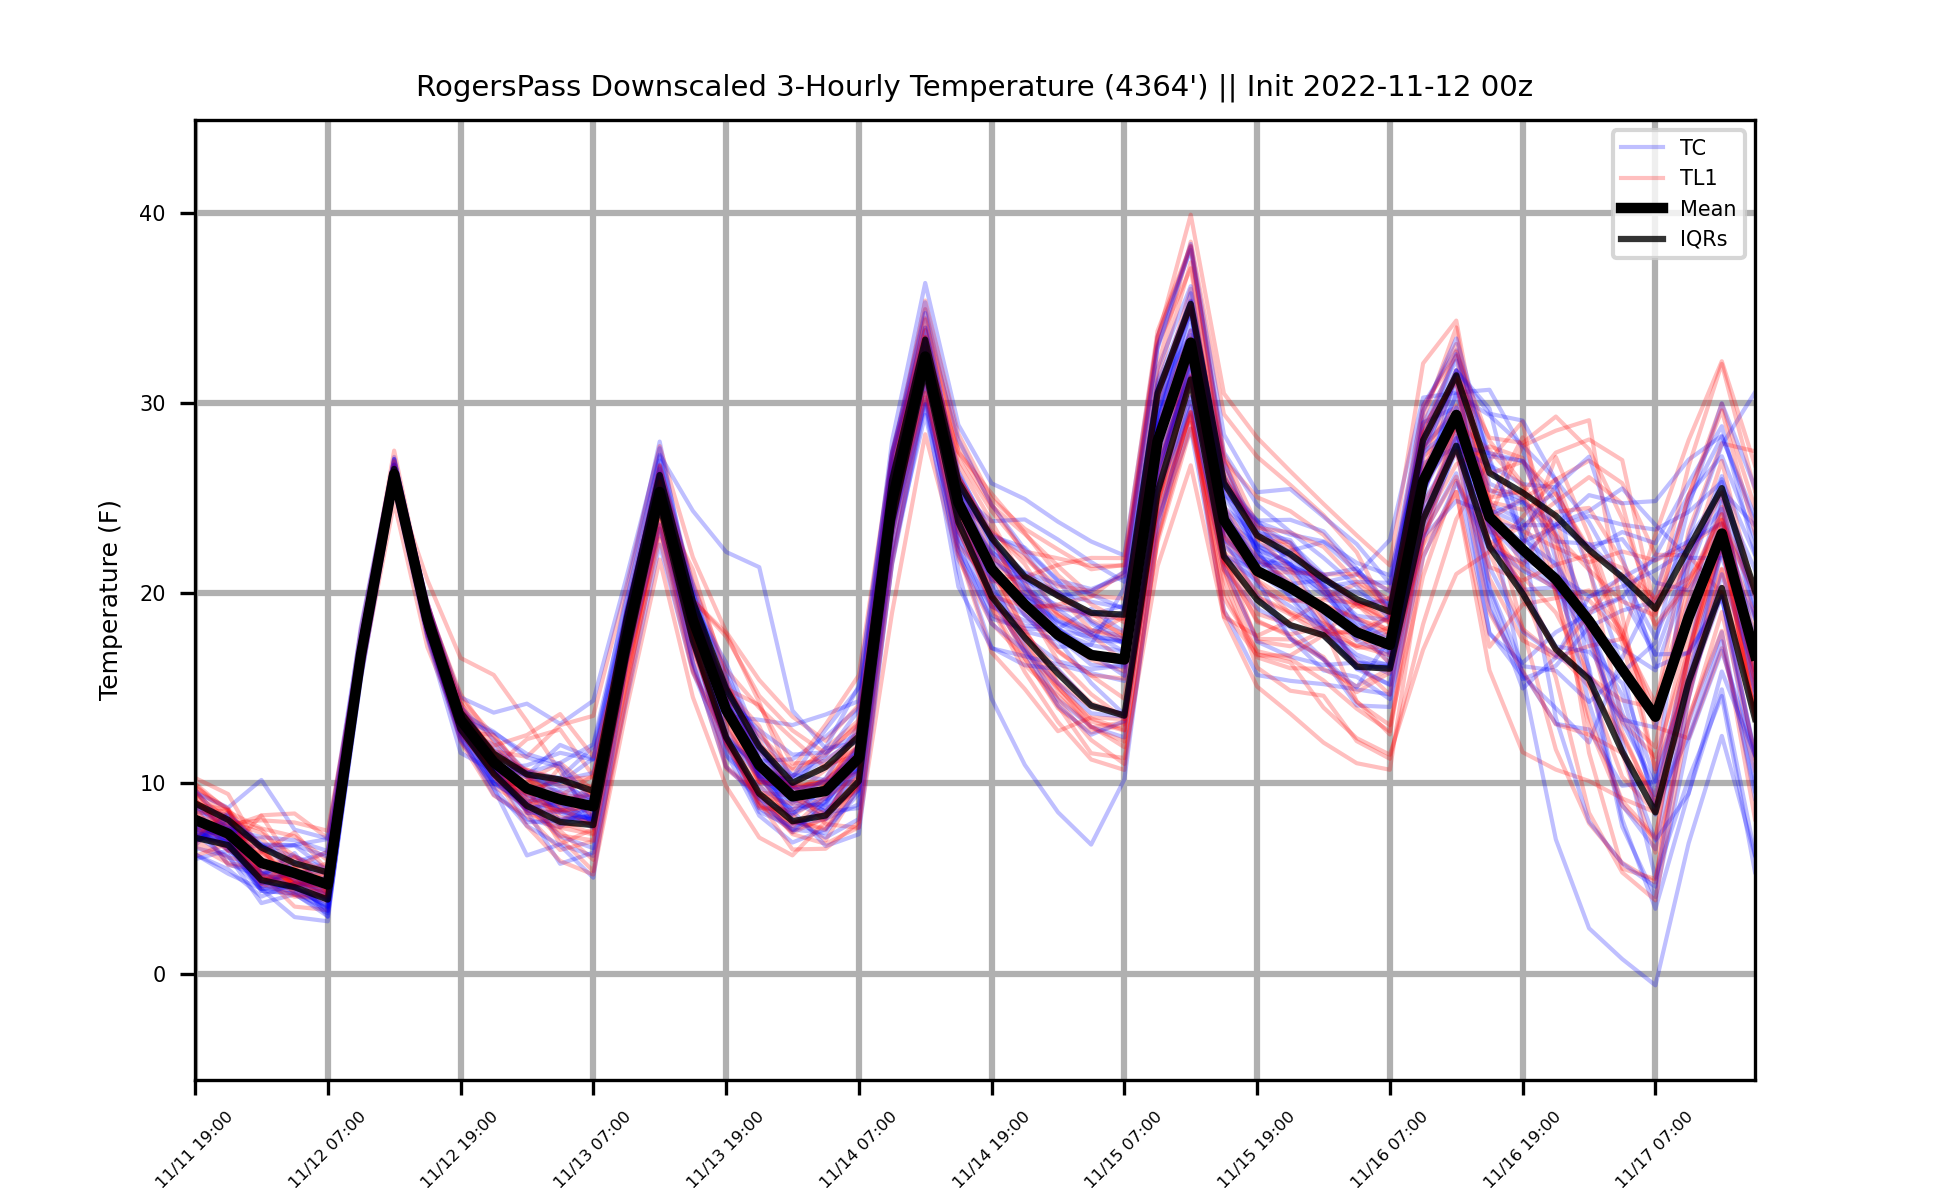 RogersPass Downscaled 3-Hourly Temperature (4364') || Init 2022-11-12 00z
TC
TL1
Mean
IQRs
Temperature (F)
40
30
20
10
0
11/11 19:00
11/12 07:00
11/12 19:00
11/13 07:00
11/13 19:00
11/14 07:00
11/14 19:00
11/15 07:00
11/15 19:00
11/16 07:00
11/16 19:00
11/17 07:00